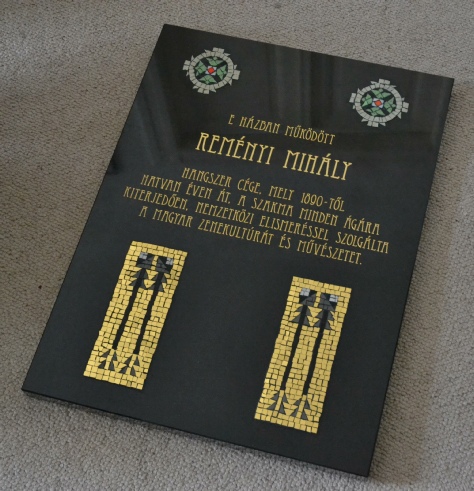 E HÁZBAN MŰKÖDÖTT
REMÉNYI MIHÁLY
HANGSZER CÉGE, MELY 1890-TŐL
HATVAN ÉVEN ÁT, A SZAKMA MINDEN ÁGÁRA
KITERJEDŐEN, NEMZETKÖZI ELISMERÉSSEL SZOLGÁLTA
A MAGYAR ZENEKULTÚRÁT ÉS MŰVÉSZETET.